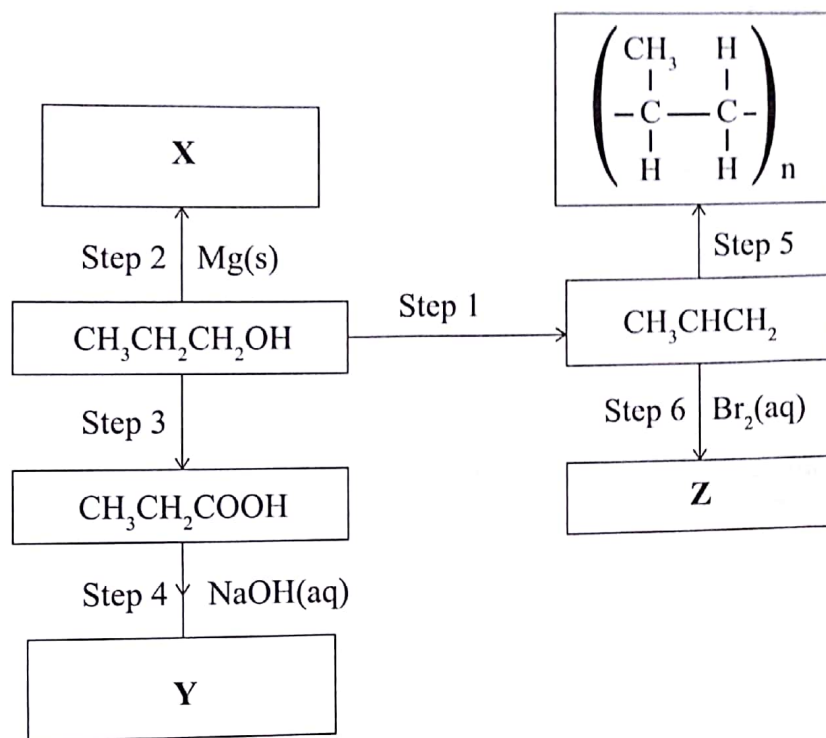 CH₃ H
– C — C –
H H n
X
Step 2 Mg(s)
Step 5
Step 1
CH₃CH₂CH₂OH
CH₃CHCH₂
Step 3
Step 6 Br₂(aq)
CH₃CH₂COOH
Z
Step 4 NaOH(aq)
Y